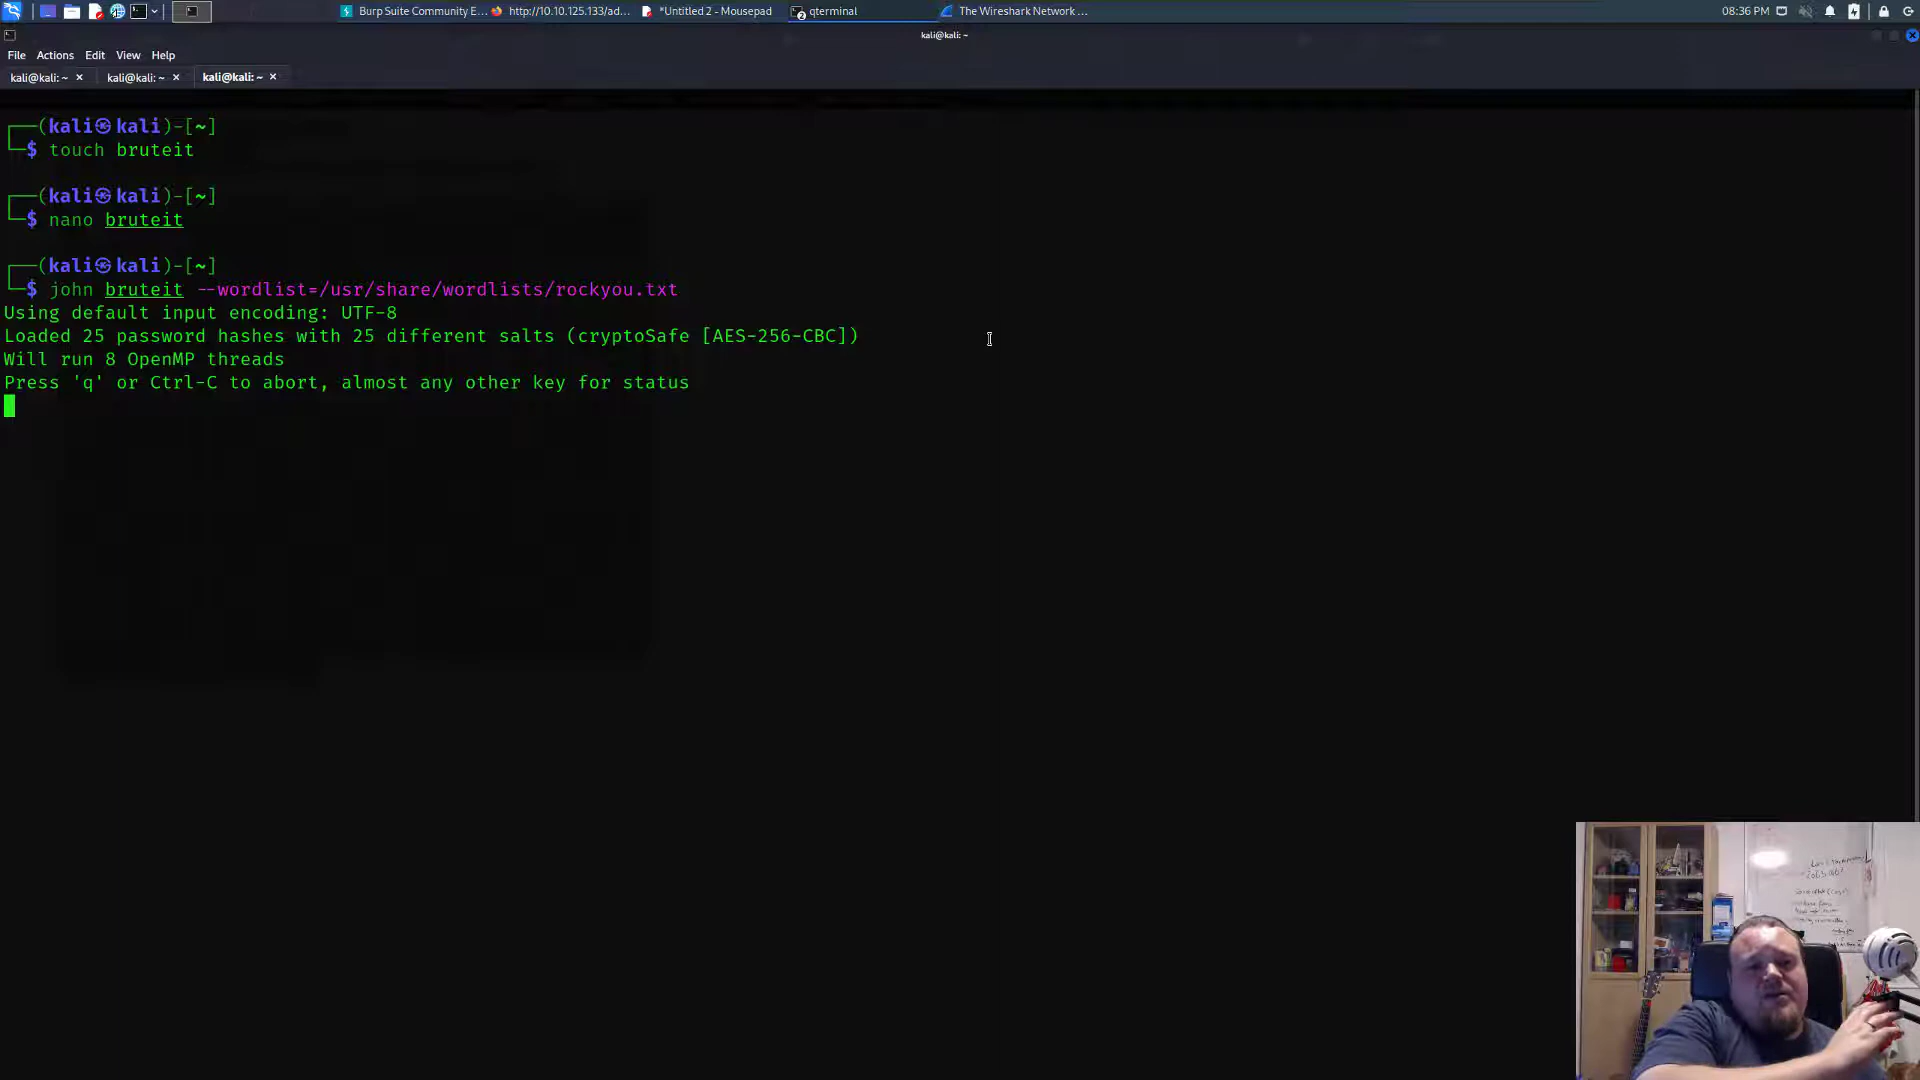 Burp Suite Community E...
http://10.10.125.133/ad...
*Untitled 2 - Mousepad
qterminal
The Wireshark Network ...
08:36 PM
kali@kali: ~
File Actions Edit View Help
kali@kali: ~ × kali@kali: ~ × kali@kali: ~ ×
┌──(kali㉿kali)-[~]
└─$ touch bruteit
┌──(kali㉿kali)-[~]
└─$ nano bruteit
┌──(kali㉿kali)-[~]
└─$ john bruteit --wordlist=/usr/share/wordlists/rockyou.txt
Using default input encoding: UTF-8
Loaded 25 password hashes with 25 different salts (cryptoSafe [AES-256-CBC])
Will run 8 OpenMP threads
Press 'q' or Ctrl-C to abort, almost any other key for status